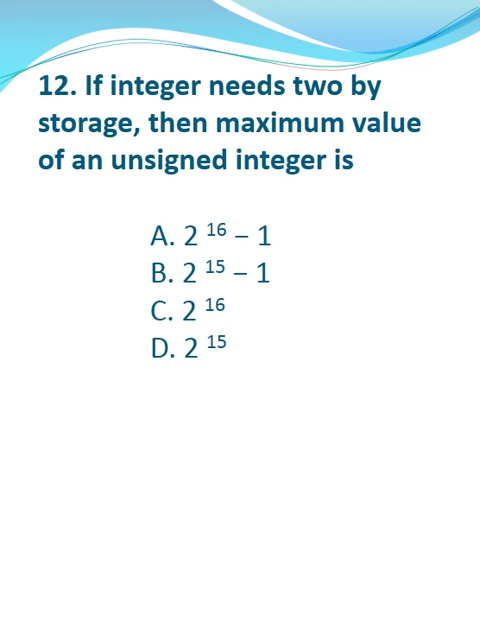 12. If integer needs two by
storage, then maximum value
of an unsigned integer is
A. 2 ¹⁶ – 1
B. 2 ¹⁵ – 1
C. 2 ¹⁶
D. 2 ¹⁵